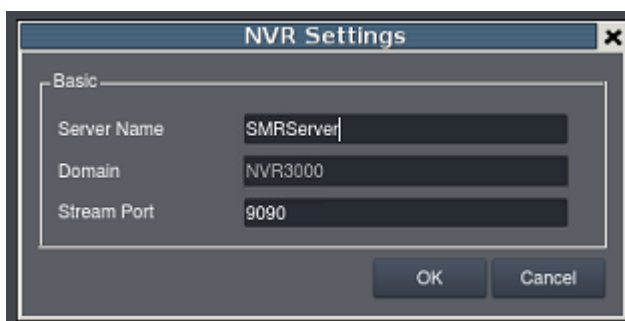 NVR Settings
Basic
Server Name SMRServer
Domain NVR3000
Stream Port 9090
OK Cancel